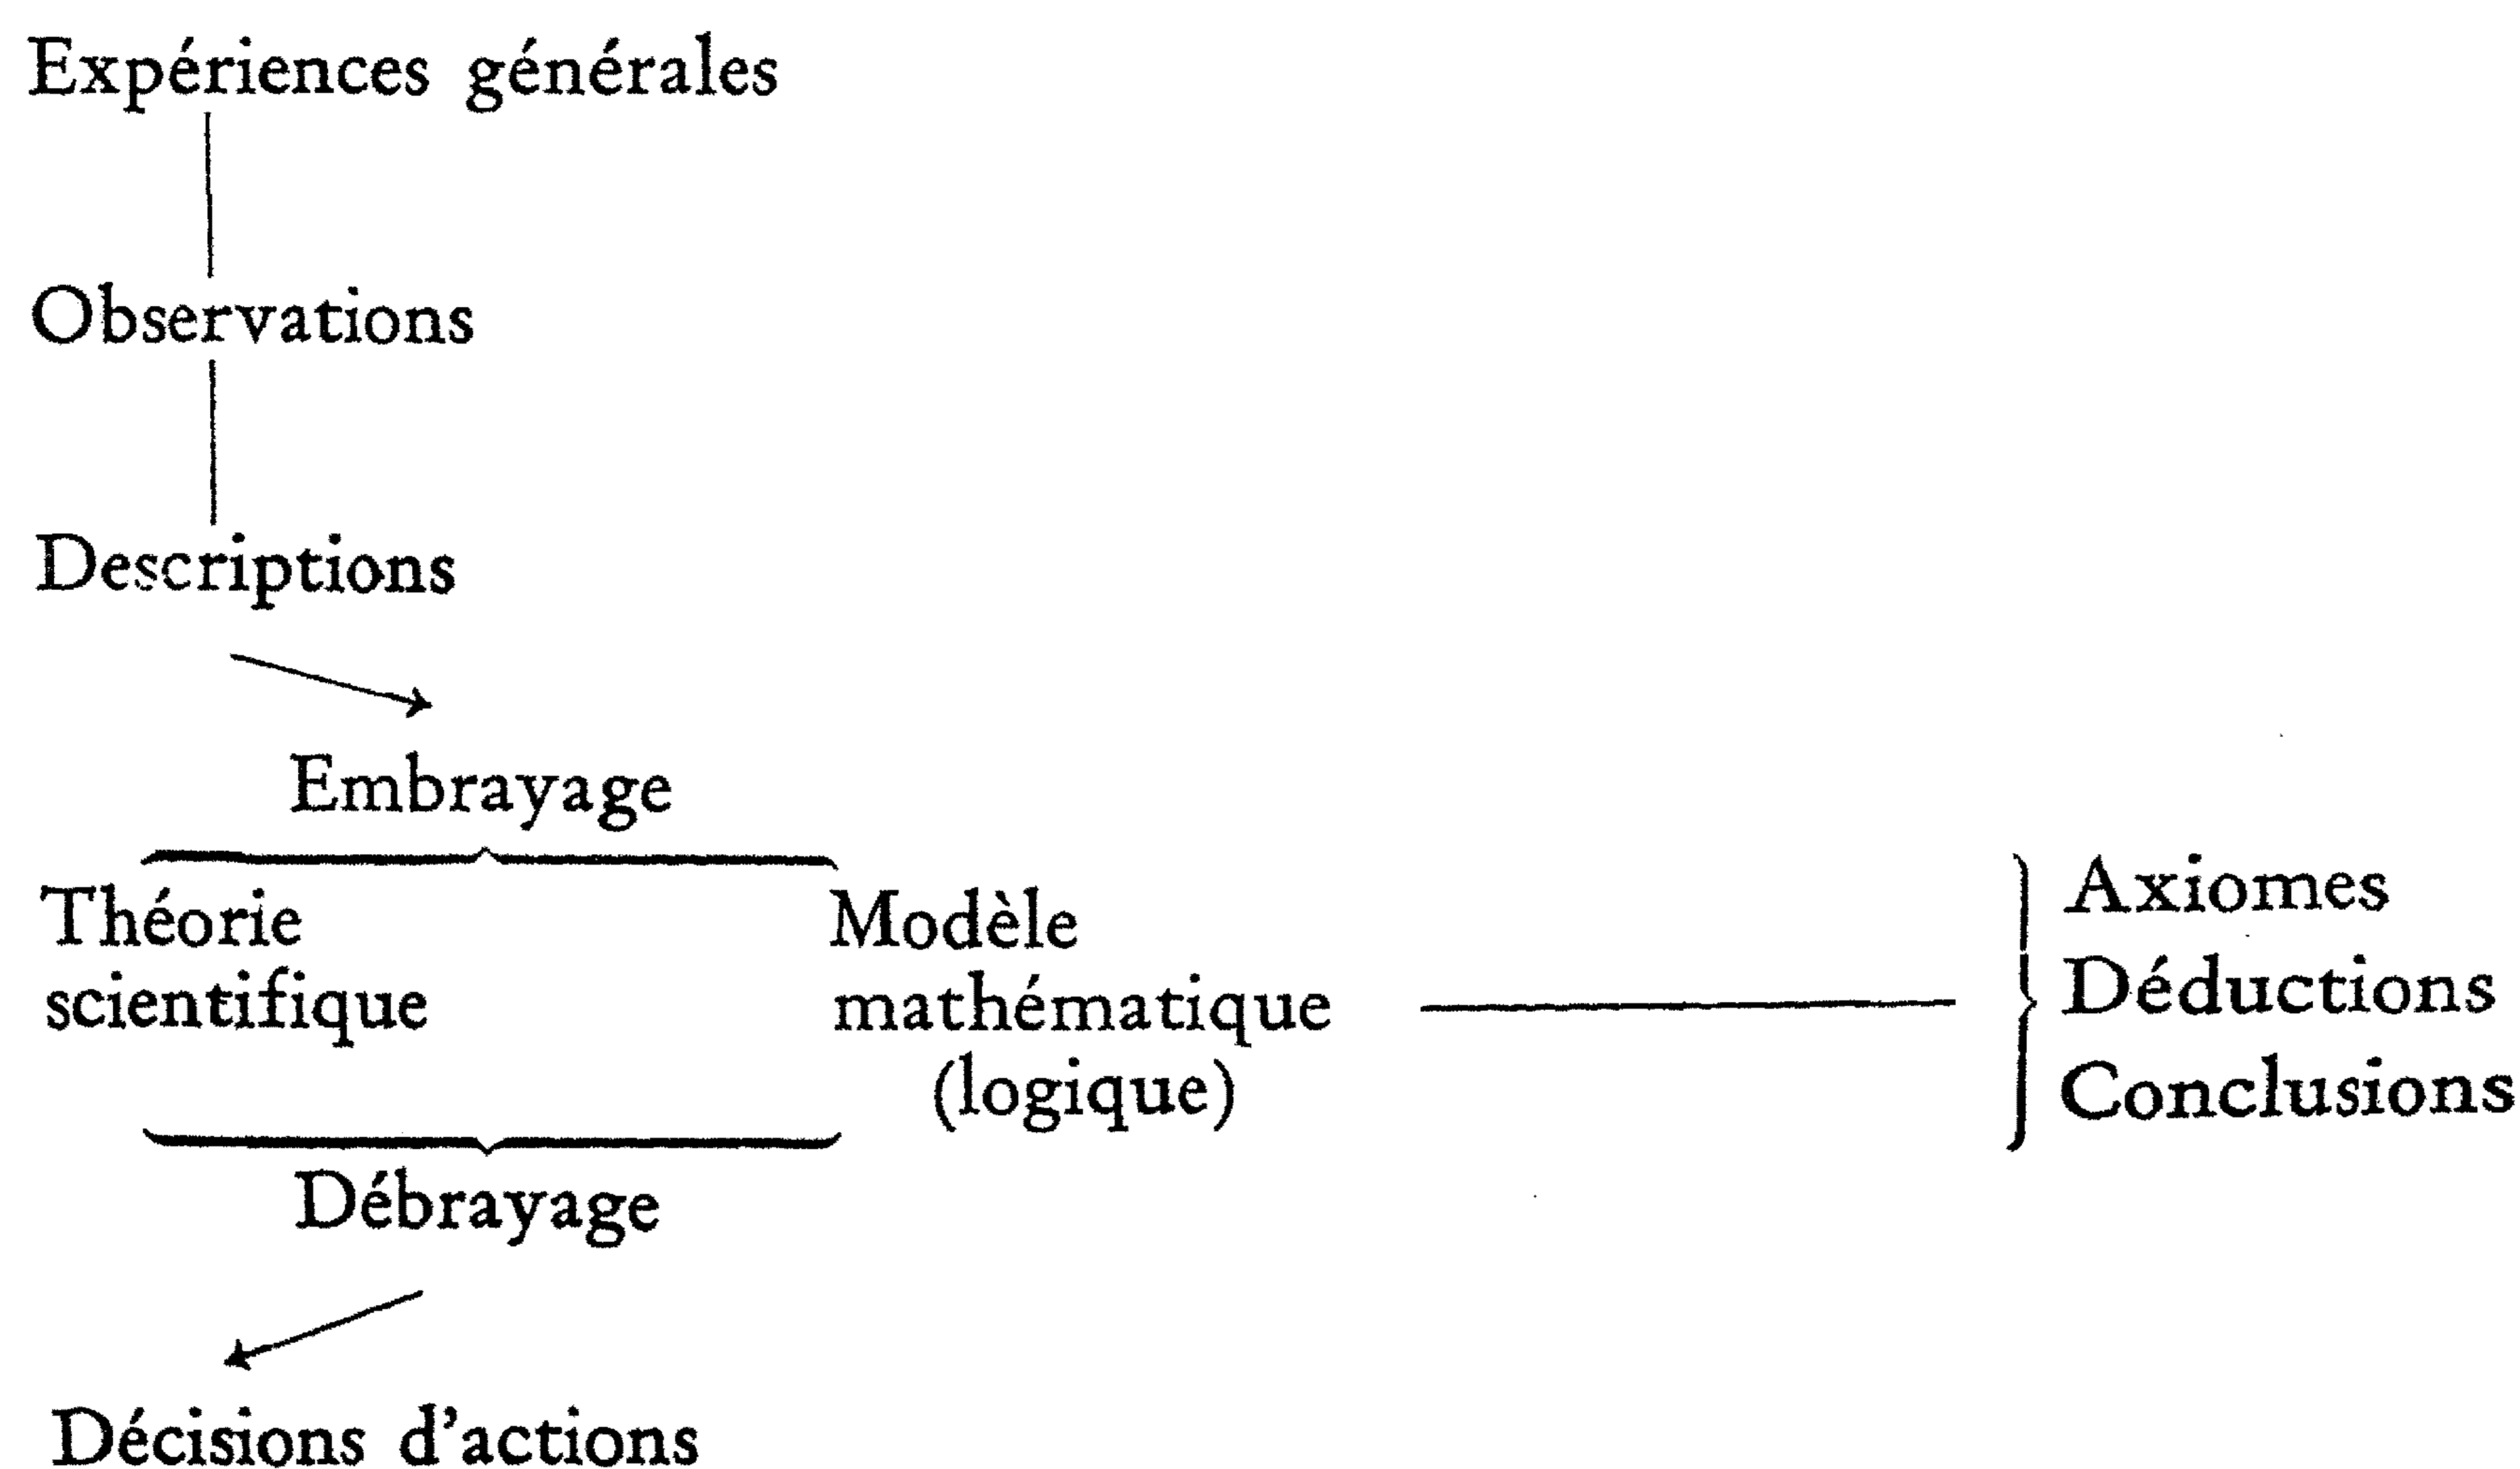 Expériences générales
Observations
Descriptions
Embrayage
Théorie
scientifique
Modèle
mathématique
(logique)
Axiomes
Déductions
Conclusions
Débrayage
Décisions d'actions